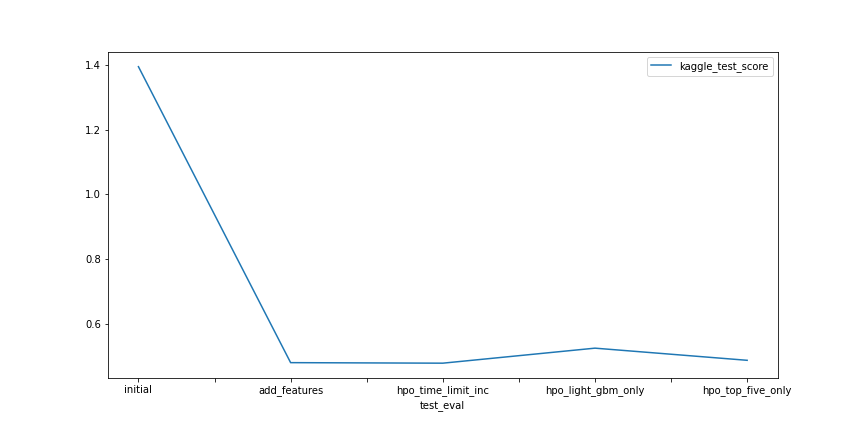 kaggle_test_score
1.4
1.2
1.0
0.8
0.6
initial add_features hpo_time_limit_inc hpo_light_gbm_only hpo_top_five_only
test_eval